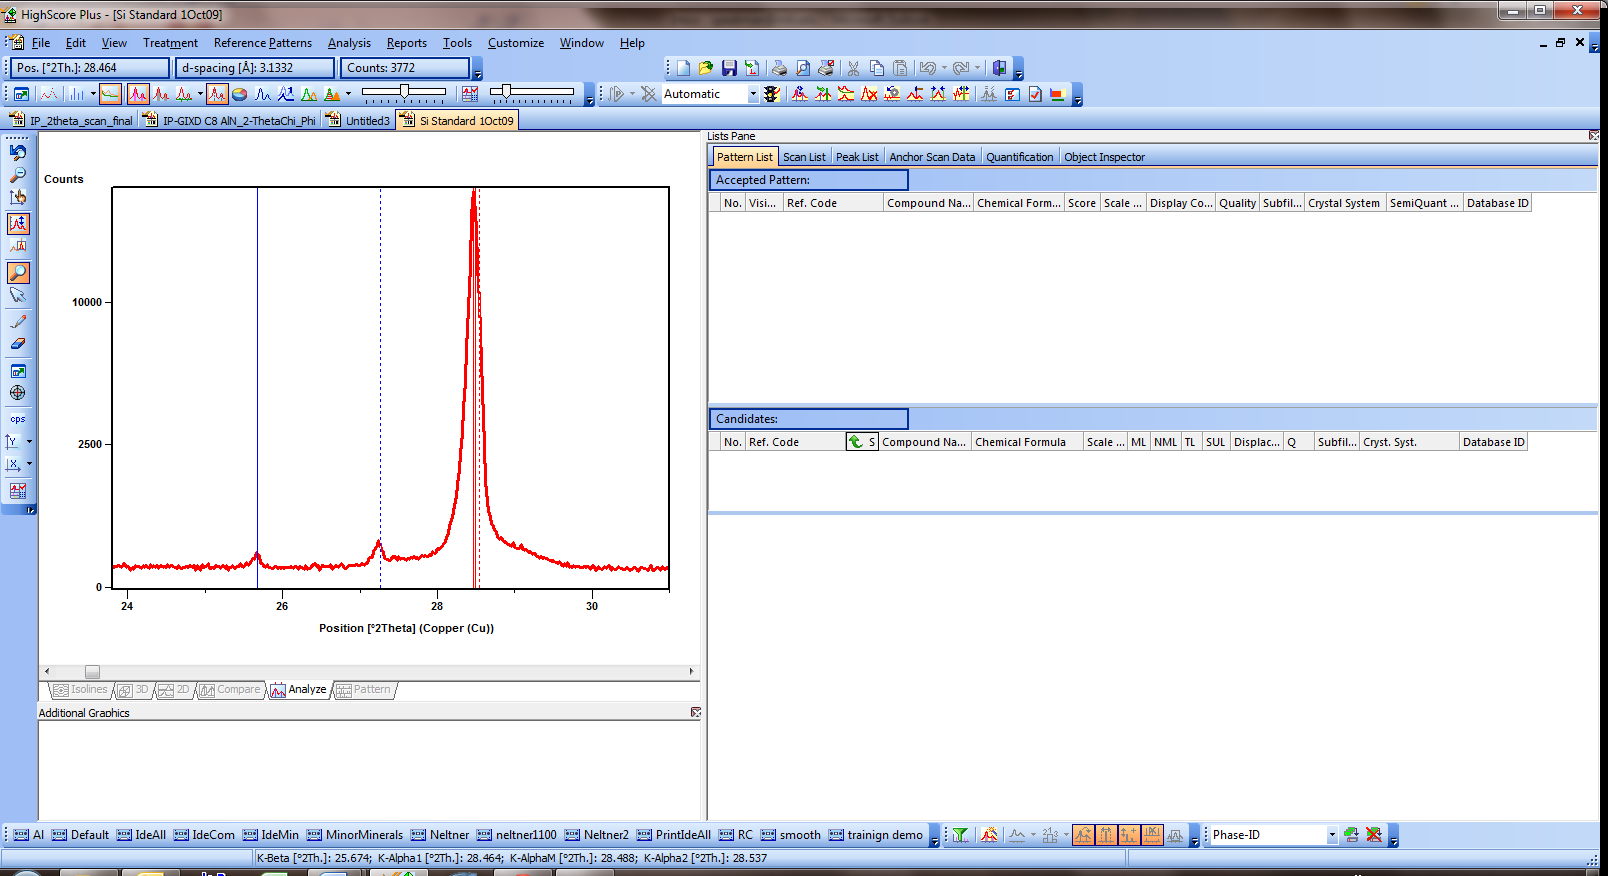 HighScore Plus - [Si Standard 1Oct09]
File Edit View Treatment Reference Patterns Analysis Reports Tools Customize Window Help
Pos. [°2Th.]: 28.464 d-spacing [Å]: 3.1332 Counts: 3772
Automatic
IP_2theta_scan_final IP-GIXD C8 AlN_2-ThetaChi_Phi Untitled3 Si Standard 1Oct09
Lists Pane
Pattern List Scan List Peak List Anchor Scan Data Quantification Object Inspector
Accepted Pattern:
No. Visi... Ref. Code Compound Na... Chemical Form... Score Scale ... Display Co... Quality Subfil... Crystal System SemiQuant ... Database ID
Candidates:
No. Ref. Code S Compound Na... Chemical Formula Scale ... ML NML TL SUL Displac... Q Subfil... Cryst. Syst. Database ID
cps
Y
X
Counts
10000
2500
0
24 26 28 30
Position [°2Theta] (Copper (Cu))
Isolines 3D 2D Compare Analyze Pattern
Additional Graphics
AI Default IdeAll IdeCom IdeMin MinorMinerals Neltner neltner1100 Neltner2 PrintIdeAll RC smooth trainign demo Phase-ID
K-Beta [°2Th.]: 25.674; K-Alpha1 [°2Th.]: 28.464; K-AlphaM [°2Th.]: 28.488; K-Alpha2 [°2Th.]: 28.537